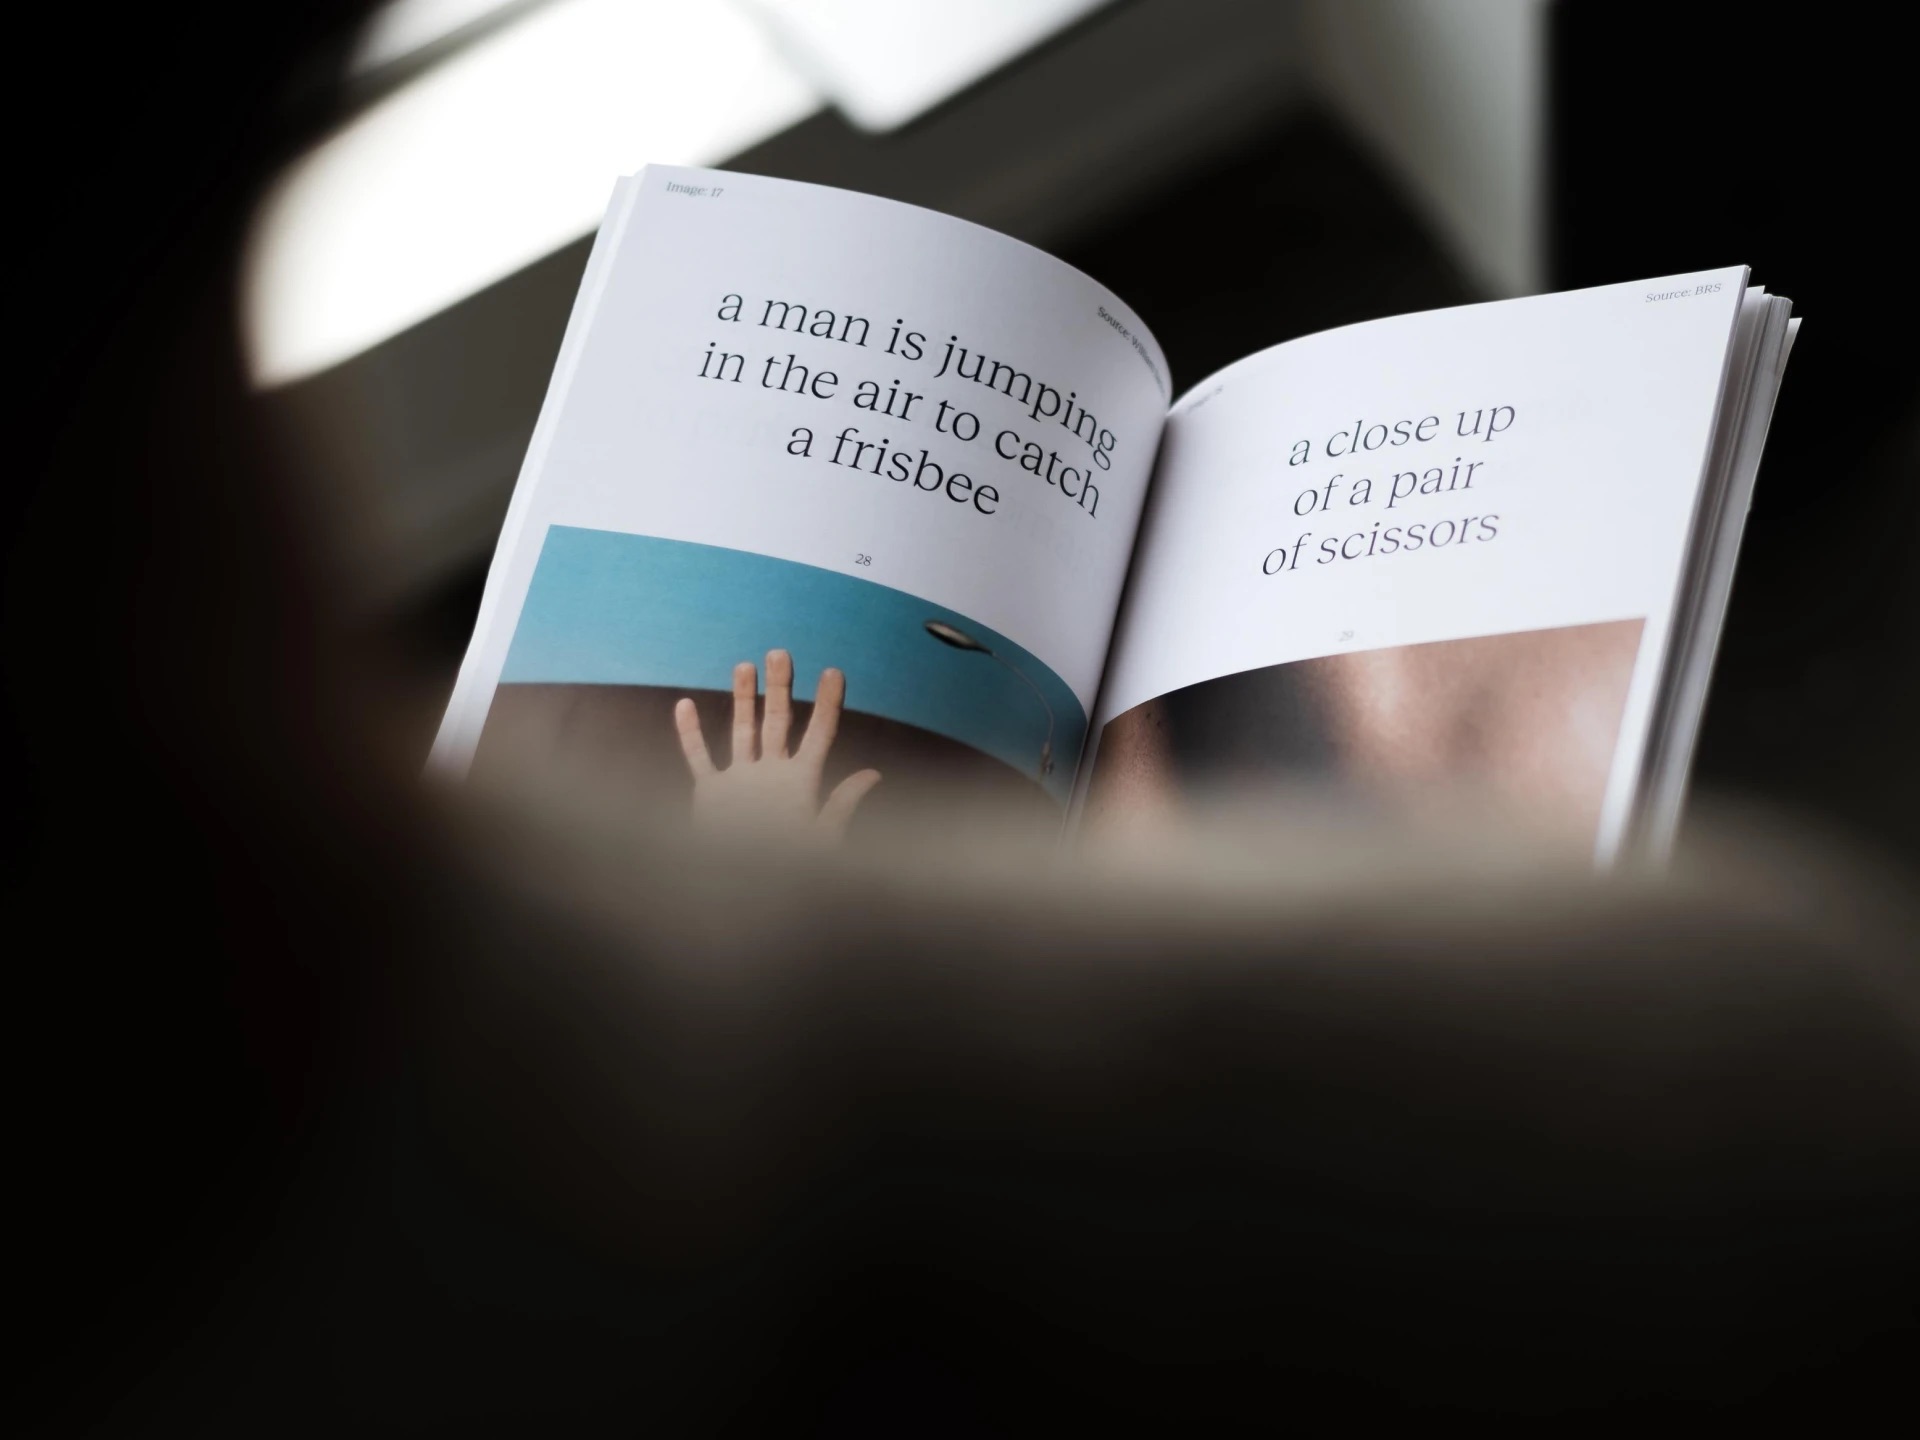 Image: 17
a man is jumping
in the air to catch
a frisbee
28
Source: BRS
a close up
of a pair
of scissors
29